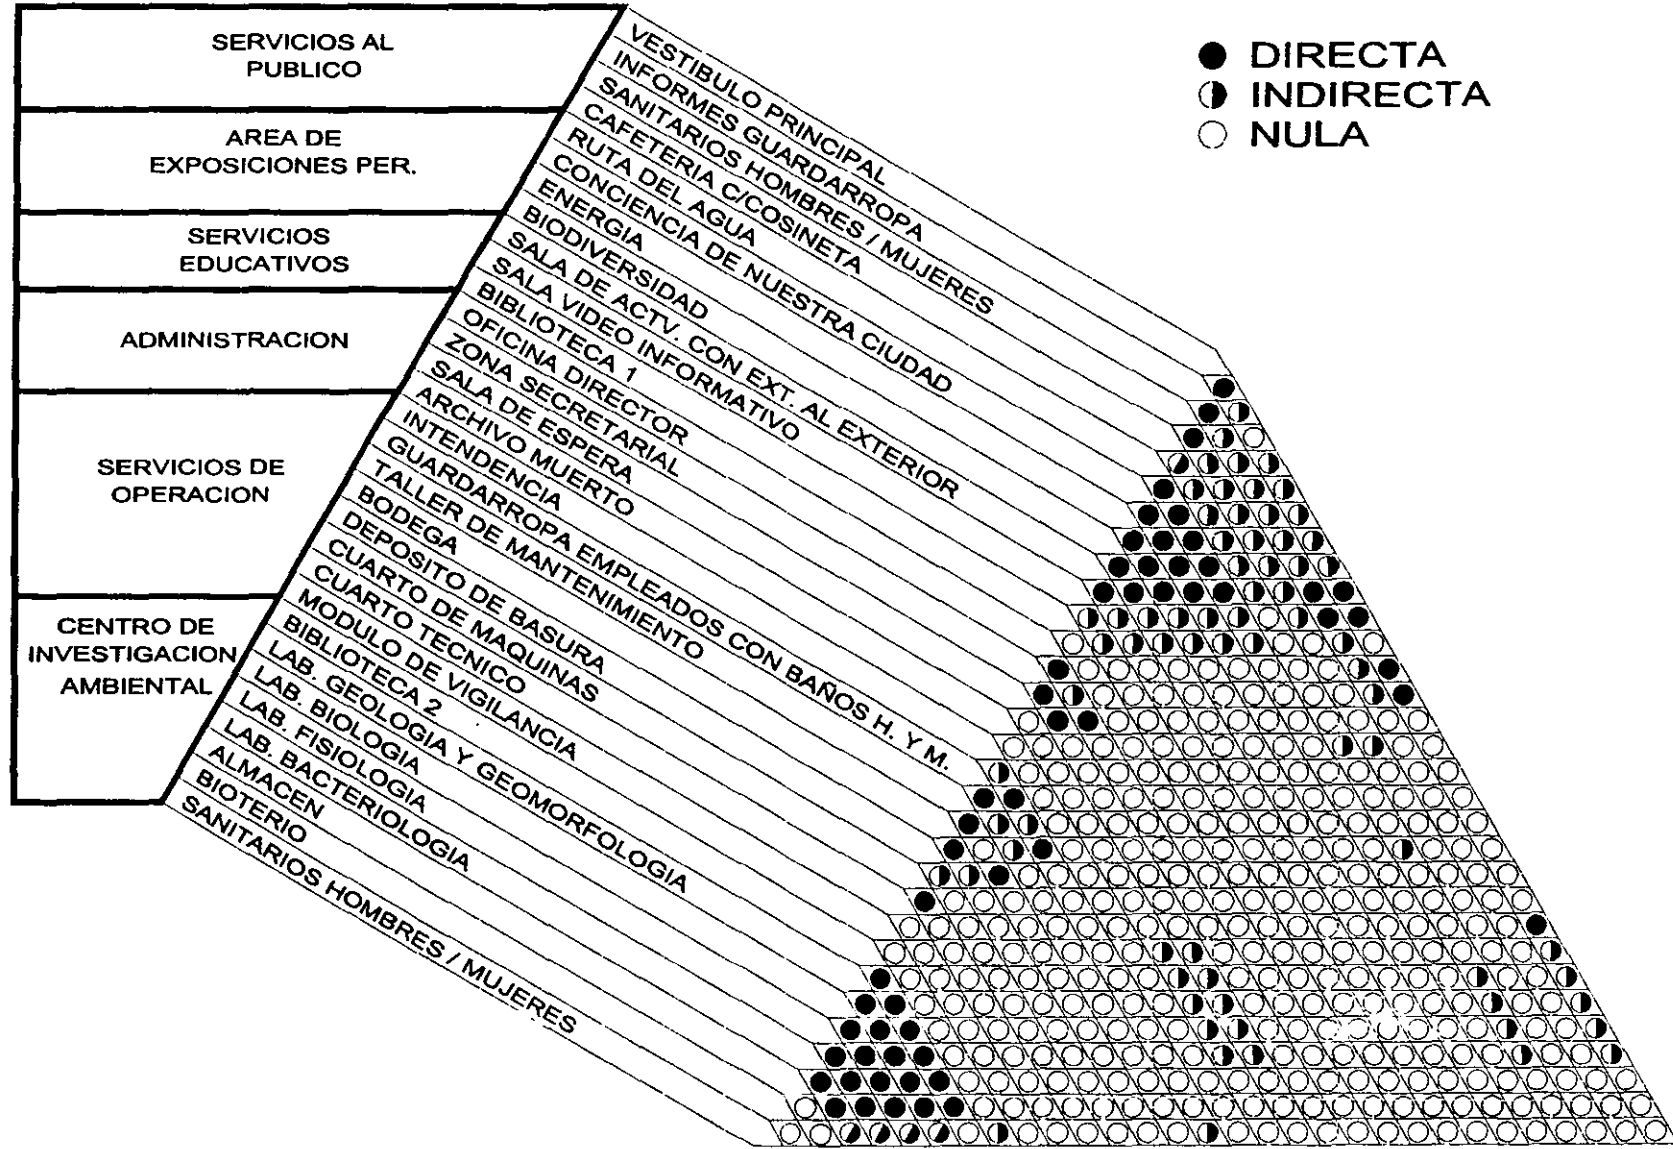 SERVICIOS AL
PUBLICO
AREA DE
EXPOSICIONES PER.
SERVICIOS
EDUCATIVOS
ADMINISTRACION
SERVICIOS DE
OPERACION
CENTRO DE
INVESTIGACION
AMBIENTAL
VESTIBULO PRINCIPAL
INFORMES GUARDARROPA
SANITARIOS HOMBRES / MUJERES
CAFETERIA C/COSINETA
RUTA DEL AGUA
CONCIENCIA DE NUESTRA CIUDAD
ENERGIA
BIODIVERSIDAD
SALA DE ACTV. CON EXT. AL EXTERIOR
SALA VIDEO INFORMATIVO
BIBLIOTECA 1
OFICINA DIRECTOR
ZONA SECRETARIAL
SALA DE ESPERA
ARCHIVO MUERTO
INTENDENCIA
GUARDARROPA EMPLEADOS CON BAÑOS H. Y M.
TALLER DE MANTENIMIENTO
BODEGA
DEPOSITO DE BASURA
CUARTO DE MAQUINAS
CUARTO TECNICO
MODULO DE VIGILANCIA
BIBLIOTECA 2
LAB. GEOLOGIA Y GEOMORFOLOGIA
LAB. BIOLOGIA
LAB. FISIOLOGIA
LAB. BACTERIOLOGIA
ALMACEN
BIOTERIO
SANITARIOS HOMBRES / MUJERES
DIRECTA
INDIRECTA
NULA